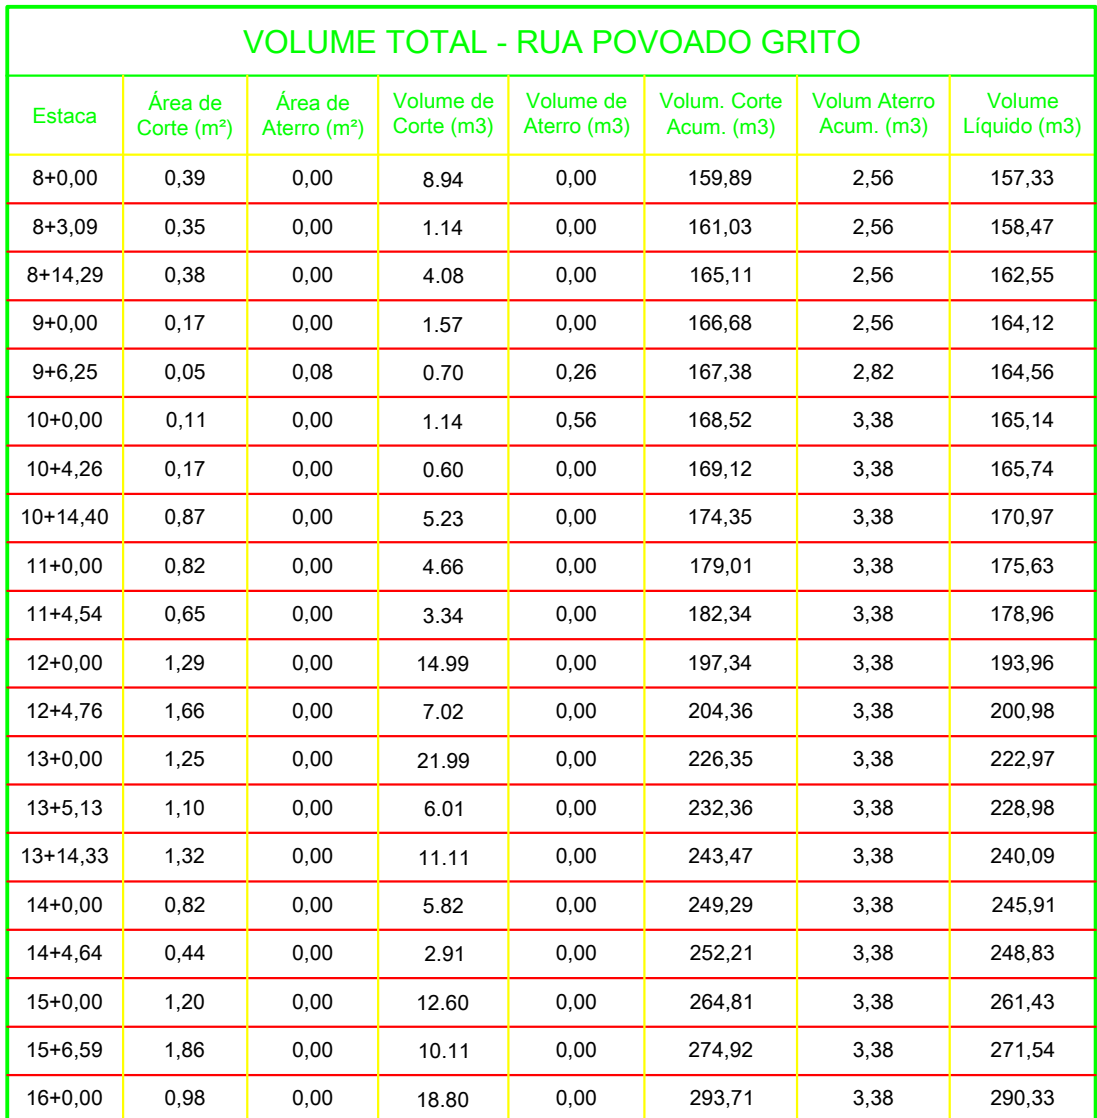 VOLUME TOTAL - RUA POVOADO GRITO
Estaca Área de Corte (m²) Área de Aterro (m²) Volume de Corte (m3) Volume de Aterro (m3) Volum. Corte Acum. (m3) Volum Aterro Acum. (m3) Volume Líquido (m3)
8+0,00 0,39 0,00 8.94 0,00 159,89 2,56 157,33
8+3,09 0,35 0,00 1.14 0,00 161,03 2,56 158,47
8+14,29 0,38 0,00 4.08 0,00 165,11 2,56 162,55
9+0,00 0,17 0,00 1.57 0,00 166,68 2,56 164,12
9+6,25 0,05 0,08 0.70 0,26 167,38 2,82 164,56
10+0,00 0,11 0,00 1.14 0,56 168,52 3,38 165,14
10+4,26 0,17 0,00 0.60 0,00 169,12 3,38 165,74
10+14,40 0,87 0,00 5.23 0,00 174,35 3,38 170,97
11+0,00 0,82 0,00 4.66 0,00 179,01 3,38 175,63
11+4,54 0,65 0,00 3.34 0,00 182,34 3,38 178,96
12+0,00 1,29 0,00 14.99 0,00 197,34 3,38 193,96
12+4,76 1,66 0,00 7.02 0,00 204,36 3,38 200,98
13+0,00 1,25 0,00 21.99 0,00 226,35 3,38 222,97
13+5,13 1,10 0,00 6.01 0,00 232,36 3,38 228,98
13+14,33 1,32 0,00 11.11 0,00 243,47 3,38 240,09
14+0,00 0,82 0,00 5.82 0,00 249,29 3,38 245,91
14+4,64 0,44 0,00 2.91 0,00 252,21 3,38 248,83
15+0,00 1,20 0,00 12.60 0,00 264,81 3,38 261,43
15+6,59 1,86 0,00 10.11 0,00 274,92 3,38 271,54
16+0,00 0,98 0,00 18.80 0,00 293,71 3,38 290,33